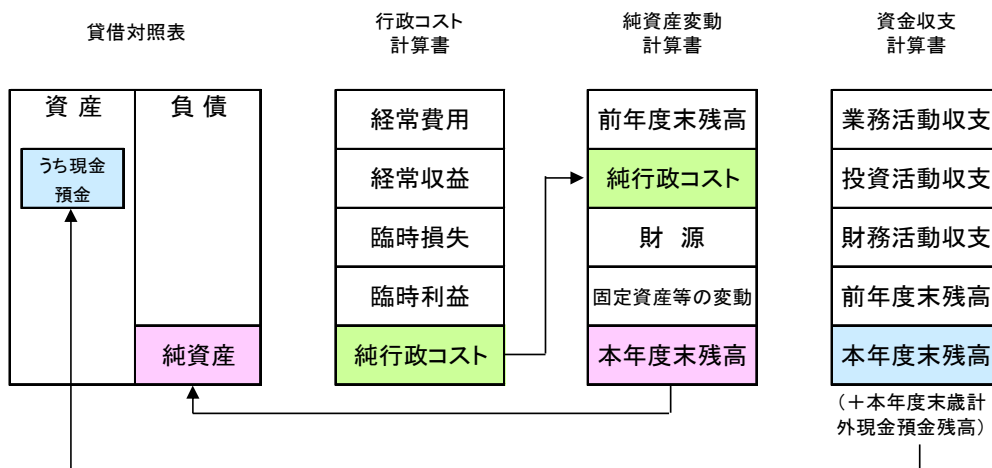 貸借対照表
資 産
負 債
うち現金
預金
純資産
行政コスト
計算書
経常費用
経常収益
臨時損失
臨時利益
純行政コスト
純資産変動
計算書
前年度末残高
純行政コスト
財 源
固定資産等の変動
本年度末残高
資金収支
計算書
業務活動収支
投資活動収支
財務活動収支
前年度末残高
本年度末残高
（＋本年度末歳計
外現金預金残高）